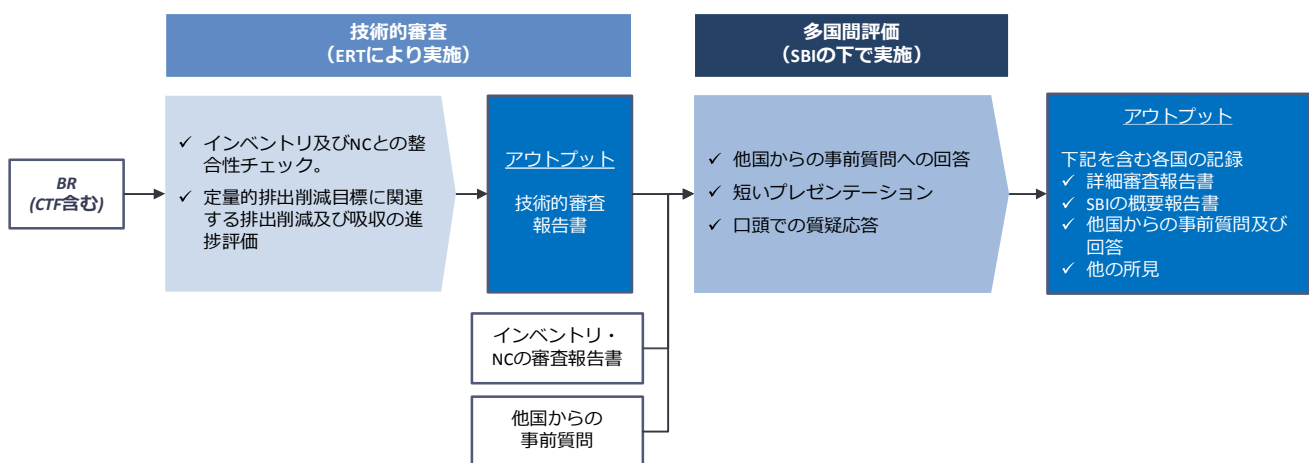 技術的審査
（ERTにより実施）
多国間評価
（SBIの下で実施）
BR
(CTF含む)
✓ インベントリ及びNCとの整
合性チェック。
✓ 定量的排出削減目標に関連
する排出削減及び吸収の進
捗評価
アウトプット
技術的審査
報告書
インベントリ・
NCの審査報告書
他国からの
事前質問
✓ 他国からの事前質問への回答
✓ 短いプレゼンテーション
✓ 口頭での質疑応答
アウトプット
下記を含む各国の記録
✓ 詳細審査報告書
✓ SBIの概要報告書
✓ 他国からの事前質問及び
回答
✓ 他の所見